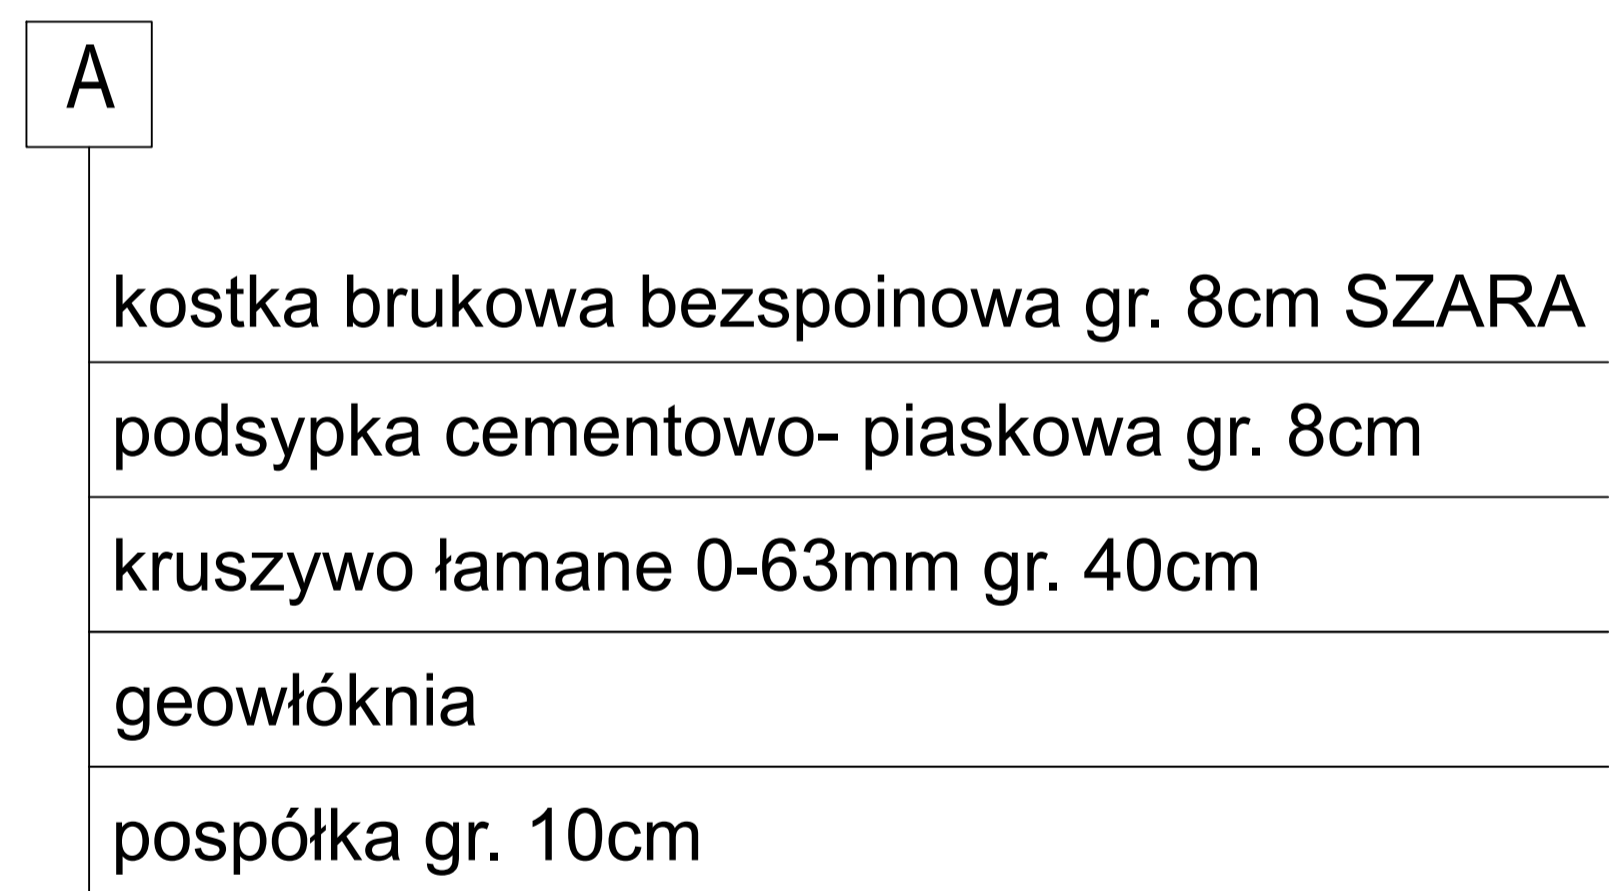 A
kostka brukowa bezspoinowa gr. 8cm SZARA
podsypka cementowo- piaskowa gr. 8cm
kruszywo łamane 0-63mm gr. 40cm
geowłóknia
pospółka gr. 10cm